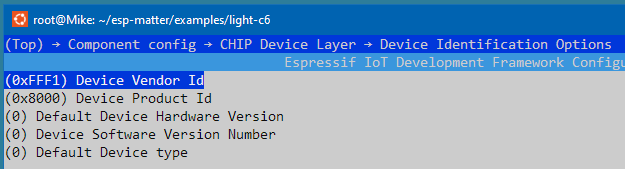 root@Mike: ~/esp-matter/examples/light-c6
(Top) → Component config → CHIP Device Layer → Device Identification Options
Espressif IoT Development Framework Configu
(0xFFF1) Device Vendor Id
(0x8000) Device Product Id
(0) Default Device Hardware Version
(0) Device Software Version Number
(0) Default Device type